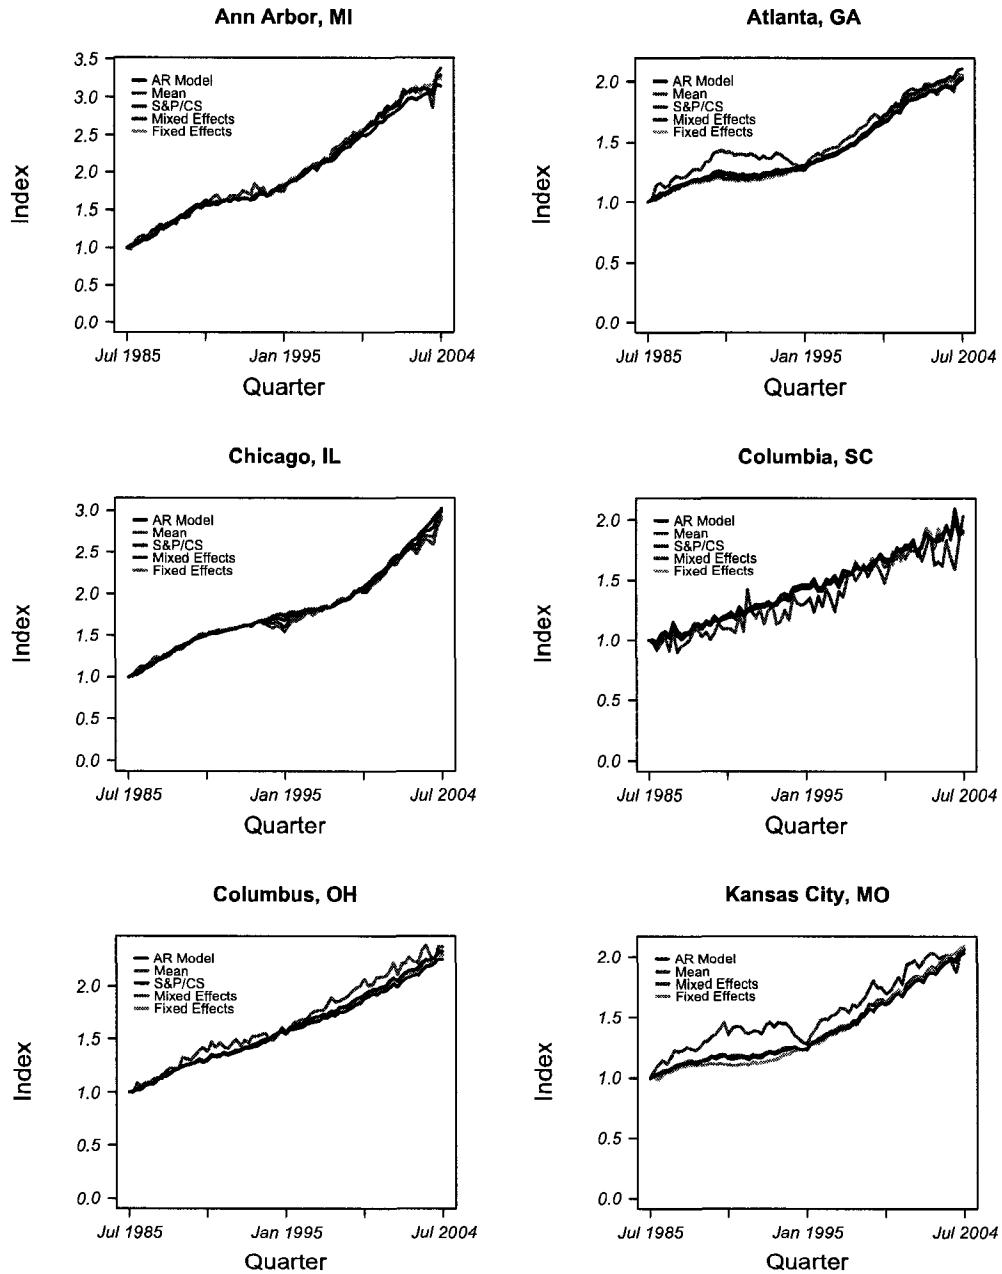 Ann Arbor, MI
3.5
3.0
2.5
2.0
1.5
1.0
0.5
0.0
Index
AR Model
Mean
S&P/CS
Mixed Effects
Fixed Effects
Jul 1985
Jan 1995
Jul 2004
Quarter
Atlanta, GA
2.0
1.5
1.0
0.5
0.0
Index
AR Model
Mean
S&P/CS
Mixed Effects
Fixed Effects
Jul 1985
Jan 1995
Jul 2004
Quarter
Chicago, IL
3.0
2.5
2.0
1.5
1.0
0.5
0.0
Index
AR Model
Mean
S&P/CS
Mixed Effects
Fixed Effects
Jul 1985
Jan 1995
Jul 2004
Quarter
Columbia, SC
2.0
1.5
1.0
0.5
0.0
Index
AR Model
Mean
S&P/CS
Mixed Effects
Fixed Effects
Jul 1985
Jan 1995
Jul 2004
Quarter
Columbus, OH
2.0
1.5
1.0
0.5
0.0
Index
AR Model
Mean
S&P/CS
Mixed Effects
Fixed Effects
Jul 1985
Jan 1995
Jul 2004
Quarter
Kansas City, MO
2.0
1.5
1.0
0.5
0.0
Index
AR Model
Mean
Mixed Effects
Fixed Effects
Jul 1985
Jan 1995
Jul 2004
Quarter